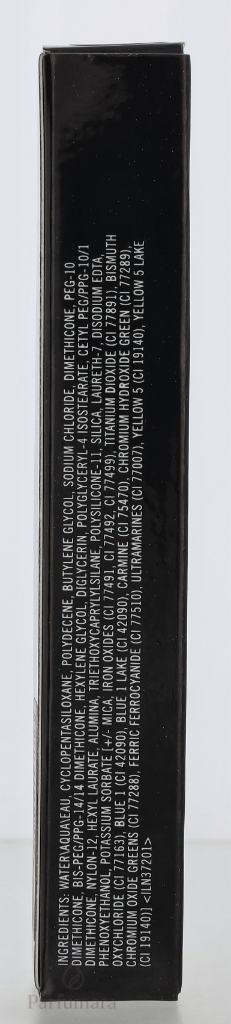 INGREDIENTS: WATER\AQUA\EAU, CYCLOPENTASILOXANE, POLYDECENE, BUTYLENE GLYCOL, SODIUM CHLORIDE, DIMETHICONE, PEG-10
DIMETHICONE, BIS-PEG/PPG-14/14 DIMETHICONE, HEXYLENE GLYCOL, DIGLYCERIN, POLYGLYCERYL-4 ISOSTEARATE, CETYL PEG/PPG-10/1
DIMETHICONE, NYLON-12, HEXYL LAURATE, ALUMINA, TRIETHOXYCAPRYLYLSILANE, POLYSILICONE-11, SILICA, LAURETH-7, DISODIUM EDTA,
PHENOXYETHANOL, POTASSIUM SORBATE [+/- MICA, IRON OXIDES (CI 77491, CI 77492, CI 77499), TITANIUM DIOXIDE (CI 77891), BISMUTH
OXYCHLORIDE (CI 77163), BLUE 1 (CI 42090), BLUE 1 LAKE (CI 42090), CARMINE (CI 75470), CHROMIUM HYDROXIDE GREEN (CI 77289),
CHROMIUM OXIDE GREENS (CI 77288), FERRIC FERROCYANIDE (CI 77510), ULTRAMARINES (CI 77007), YELLOW 5 (CI 19140), YELLOW 5 LAKE
(CI 19140)] <ILN37201>
Parfumara